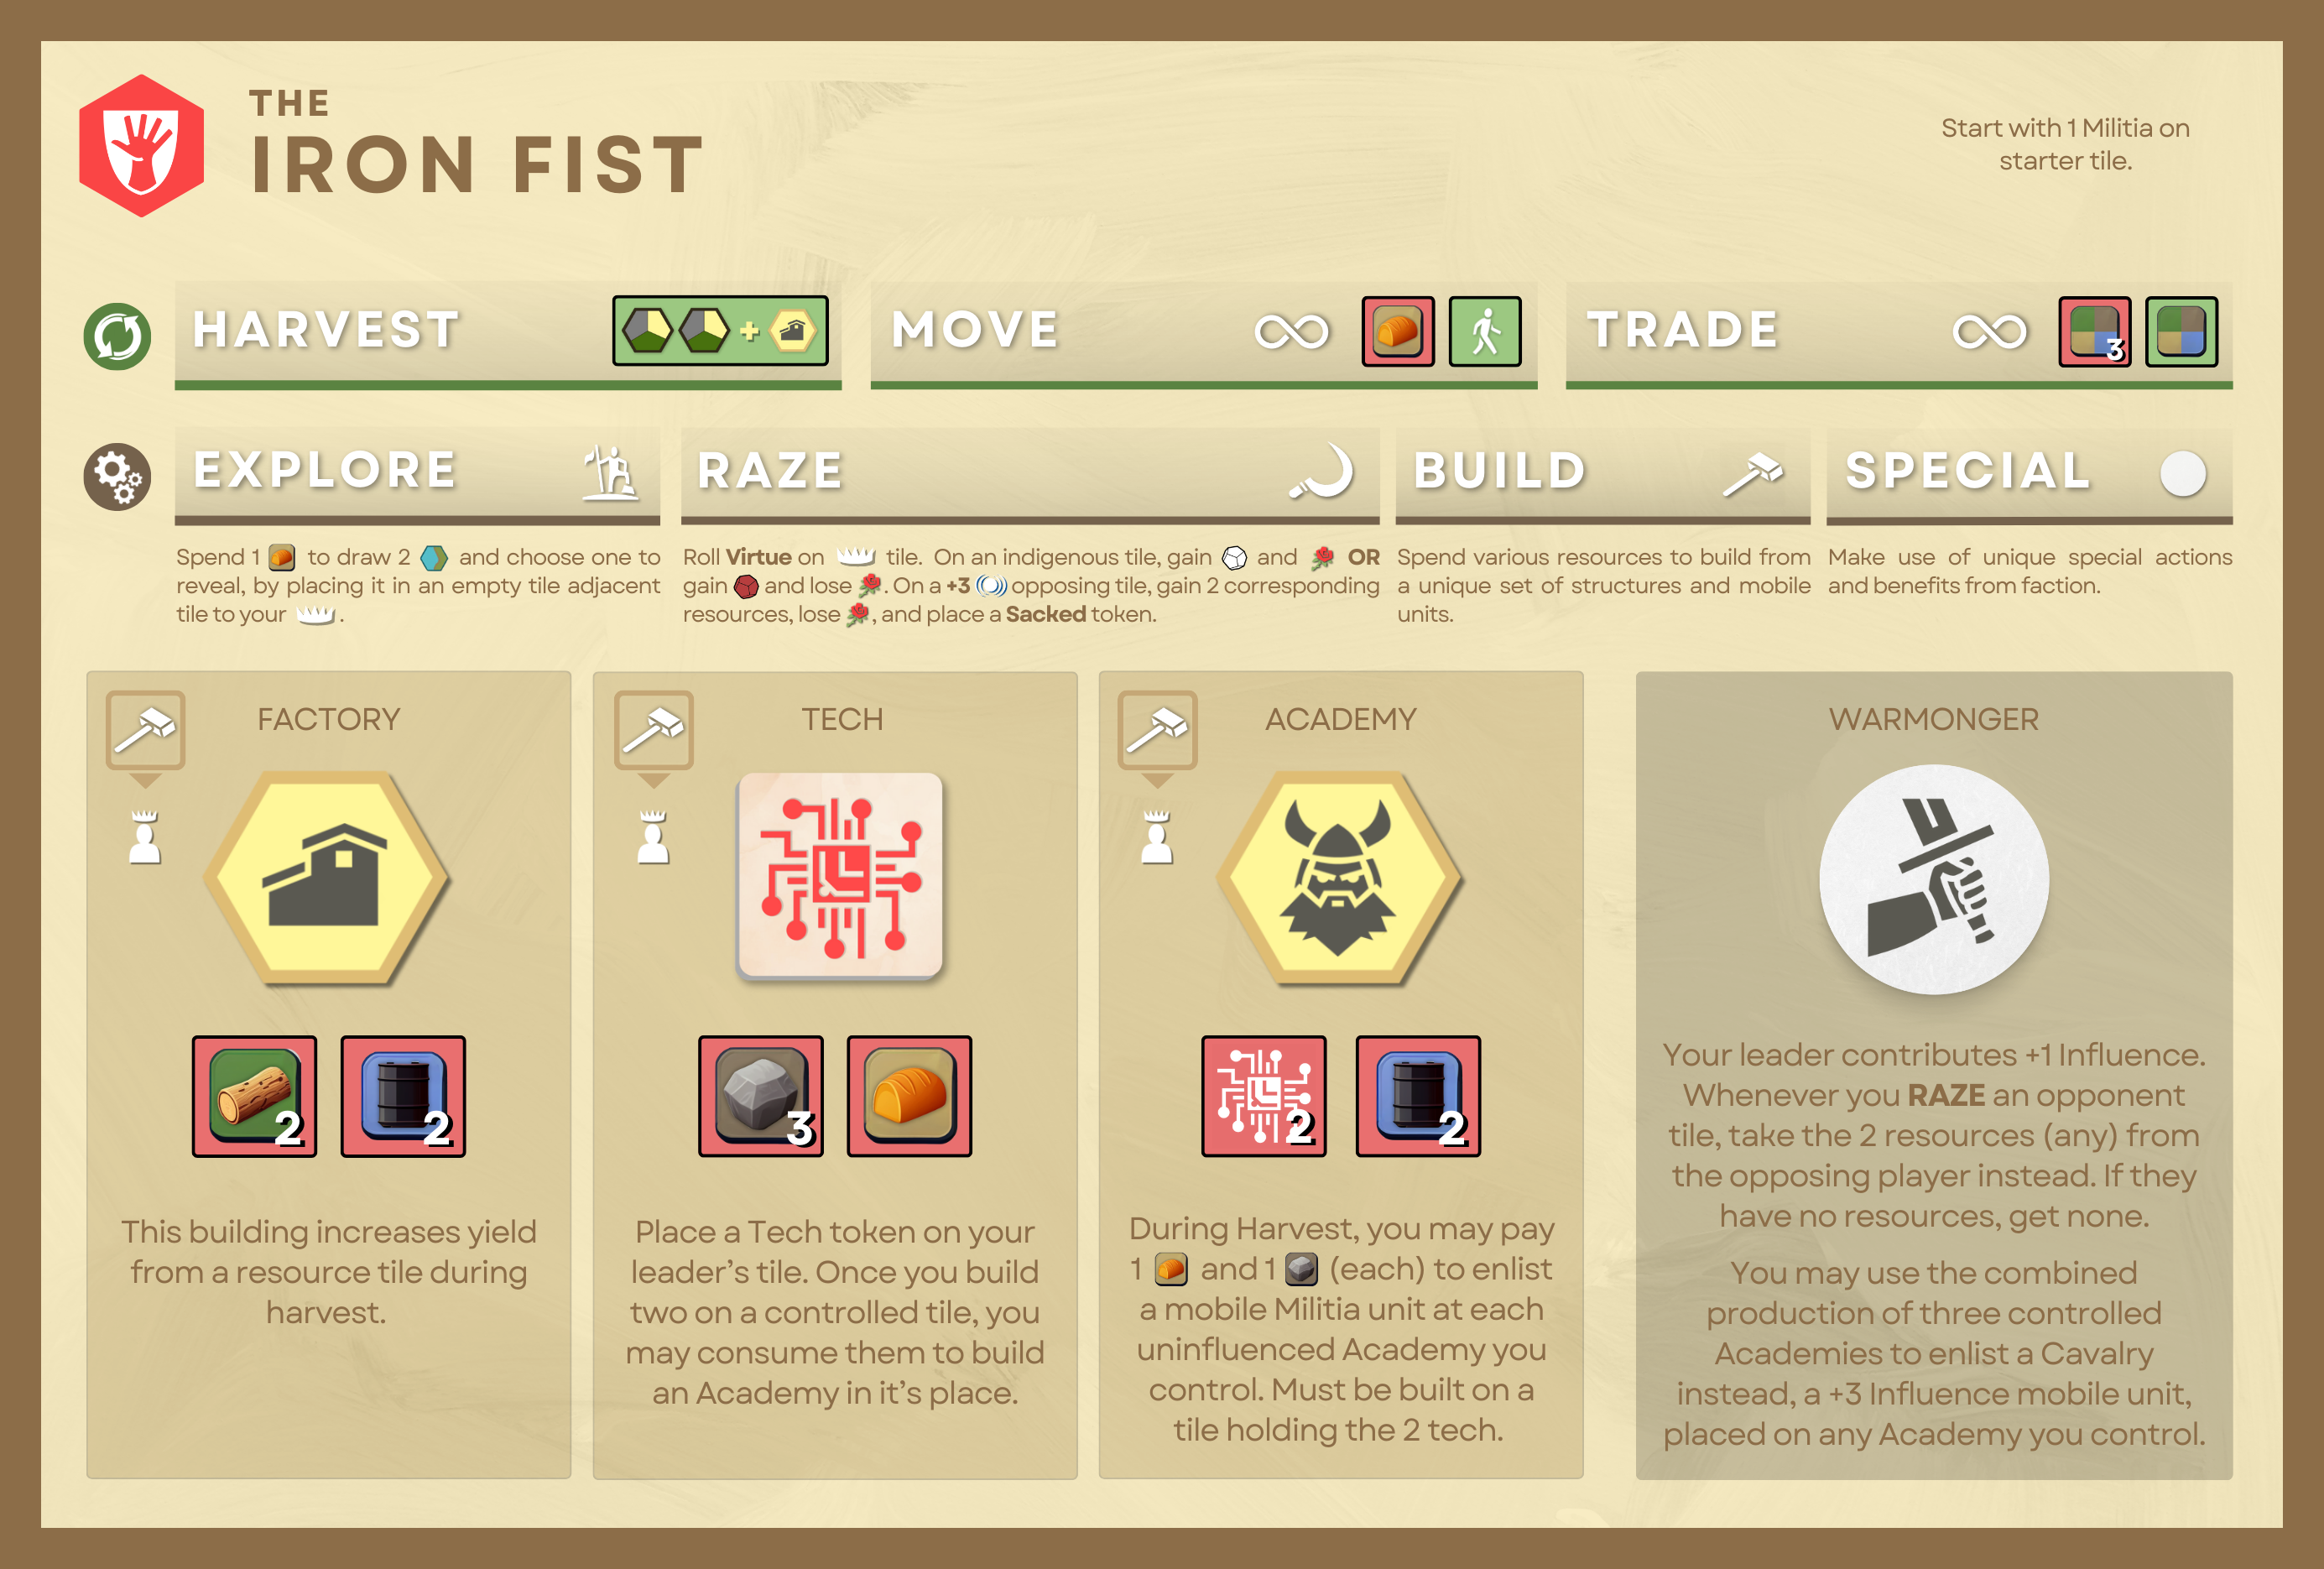 THE
IRON FIST
Start with 1 Militia on
starter tile.
HARVEST +
MOVE
TRADE 3
EXPLORE
RAZE
BUILD
SPECIAL
Spend 1 to draw 2 and choose one to
reveal, by placing it in an empty tile adjacent
tile to your .
Roll Virtue on tile. On an indigenous tile, gain and OR
gain and lose . On a +3 opposing tile, gain 2 corresponding
resources, lose , and place a Sacked token.
Spend various resources to build from
a unique set of structures and mobile
units.
Make use of unique special actions
and benefits from faction.
FACTORY
2 2
This building increases yield
from a resource tile during
harvest.
TECH
3
Place a Tech token on your
leader's tile. Once you build
two on a controlled tile, you
may consume them to build
an Academy in it's place.
ACADEMY
2 2
During Harvest, you may pay
1 and 1 (each) to enlist
a mobile Militia unit at each
uninfluenced Academy you
control. Must be built on a
tile holding the 2 tech.
WARMONGER
Your leader contributes +1 Influence.
Whenever you RAZE an opponent
tile, take the 2 resources (any) from
the opposing player instead. If they
have no resources, get none.
You may use the combined
production of three controlled
Academies to enlist a Cavalry
instead, a +3 Influence mobile unit,
placed on any Academy you control.